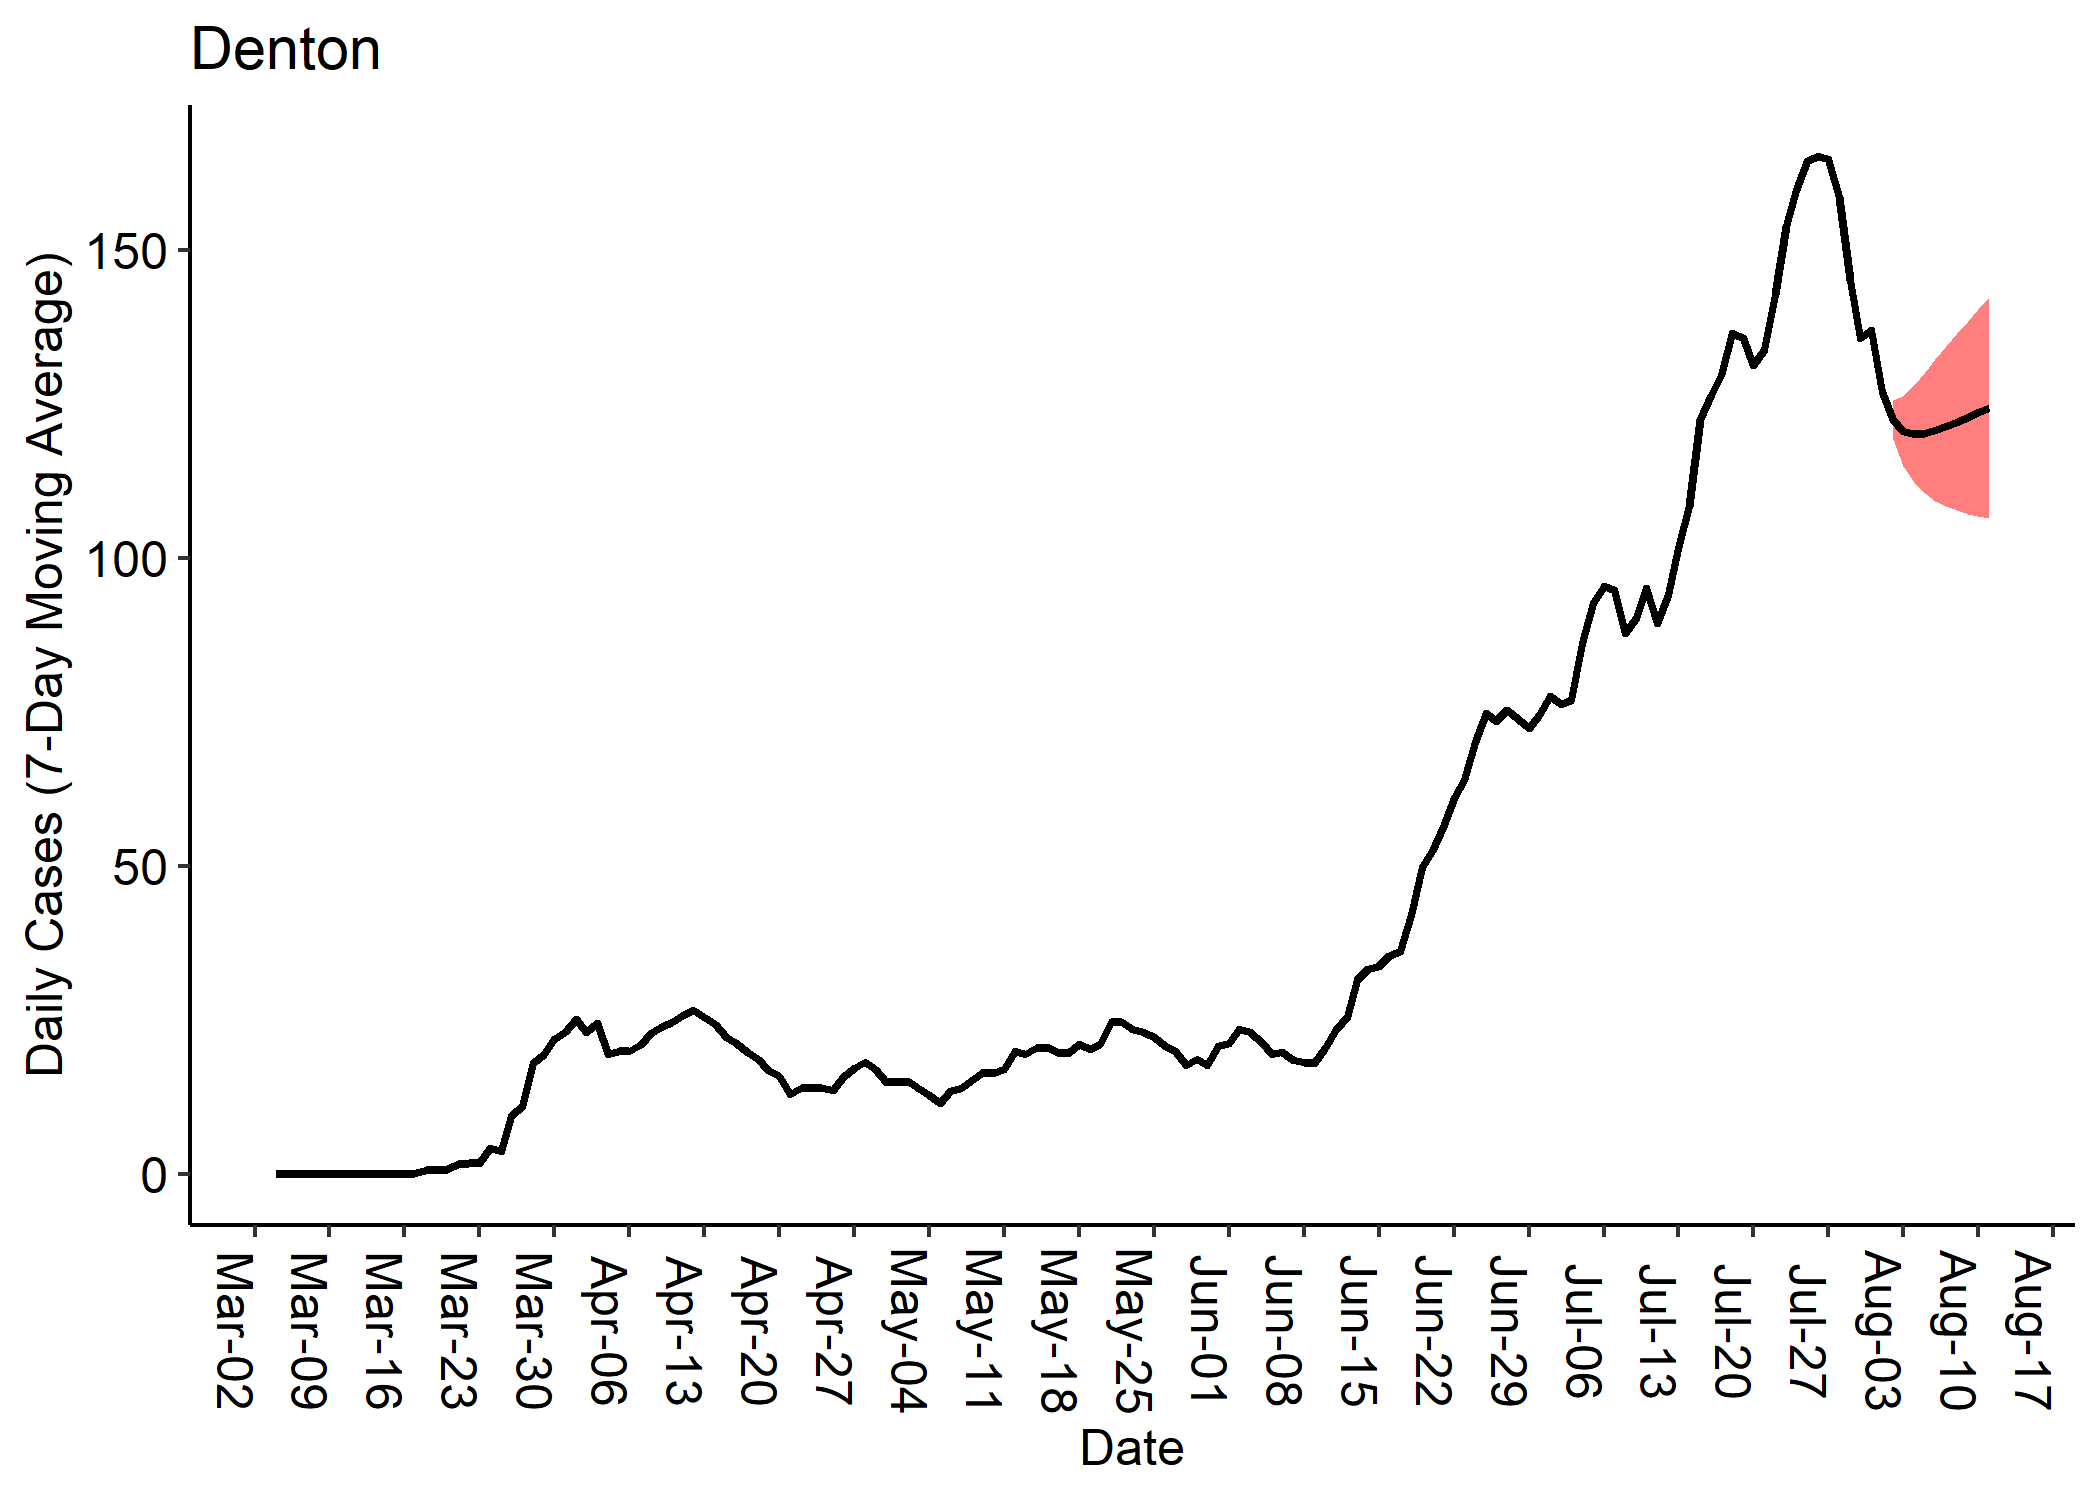 Denton
Daily Cases (7-Day Moving Average)
150
100
50
0
Mar-02
Mar-09
Mar-16
Mar-23
Mar-30
Apr-06
Apr-13
Apr-20
Apr-27
May-04
May-11
May-18
May-25
Jun-01
Jun-08
Jun-15
Jun-22
Jun-29
Jul-06
Jul-13
Jul-20
Jul-27
Aug-03
Aug-10
Aug-17
Date